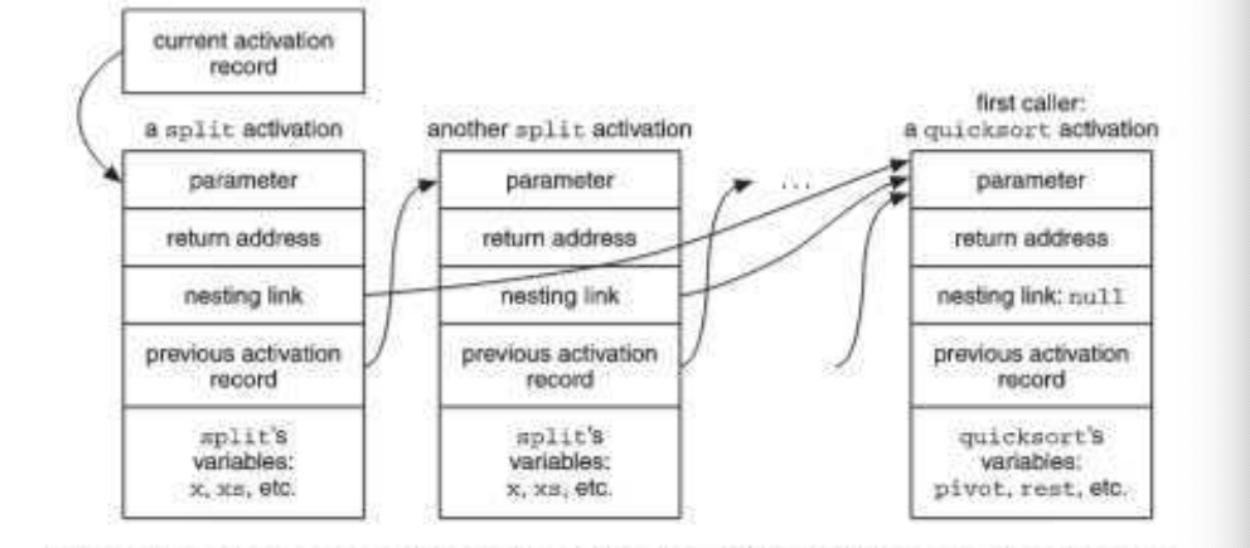 current activation
record
a split activation
parameter
return address
nesting link
previous activation
record
split's
variables:
x, xs, etc.
another split activation
parameter
return address
nesting link
previous activation
record
split's
variables:
x, xs, etc.
...
first caller:
a quicksort activation
parameter
return address
nesting link: null
previous activation
record
quicksort's
variables:
pivot, rest, etc.